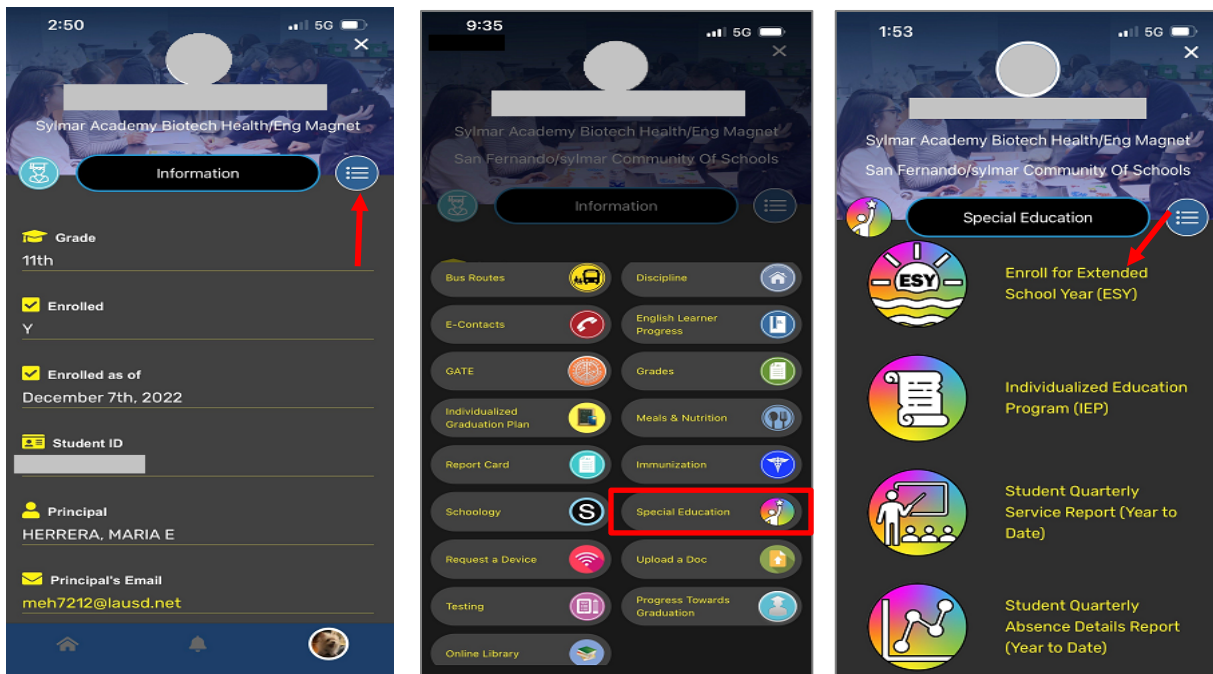 2:50
5G
Sylmar Academy Biotech Health/Eng Magnet
Information
Grade
11th
Enrolled
Y
Enrolled as of
December 7th, 2022
Student ID
Principal
HERRERA, MARIA E
Principal's Email
meh7212@lausd.net
9:35
5G
Sylmar Academy Biotech Health/Eng Magnet
San Fernando/sylmar Community Of Schools
Information
Bus Routes
Discipline
E-Contacts
English Learner
Progress
GATE
Grades
Individualized
Graduation Plan
Meals & Nutrition
Report Card
Immunization
Schoology
S
Special Education
Request a Device
Upload a Doc
Testing
Progress Towards
Graduation
Online Library
1:53
5G
Sylmar Academy Biotech Health/Eng Magnet
San Fernando/sylmar Community Of Schools
Special Education
ESY
Enroll for Extended
School Year (ESY)
Individualized Education
Program (IEP)
Student Quarterly
Service Report (Year to
Date)
Student Quarterly
Absence Details Report
(Year to Date)